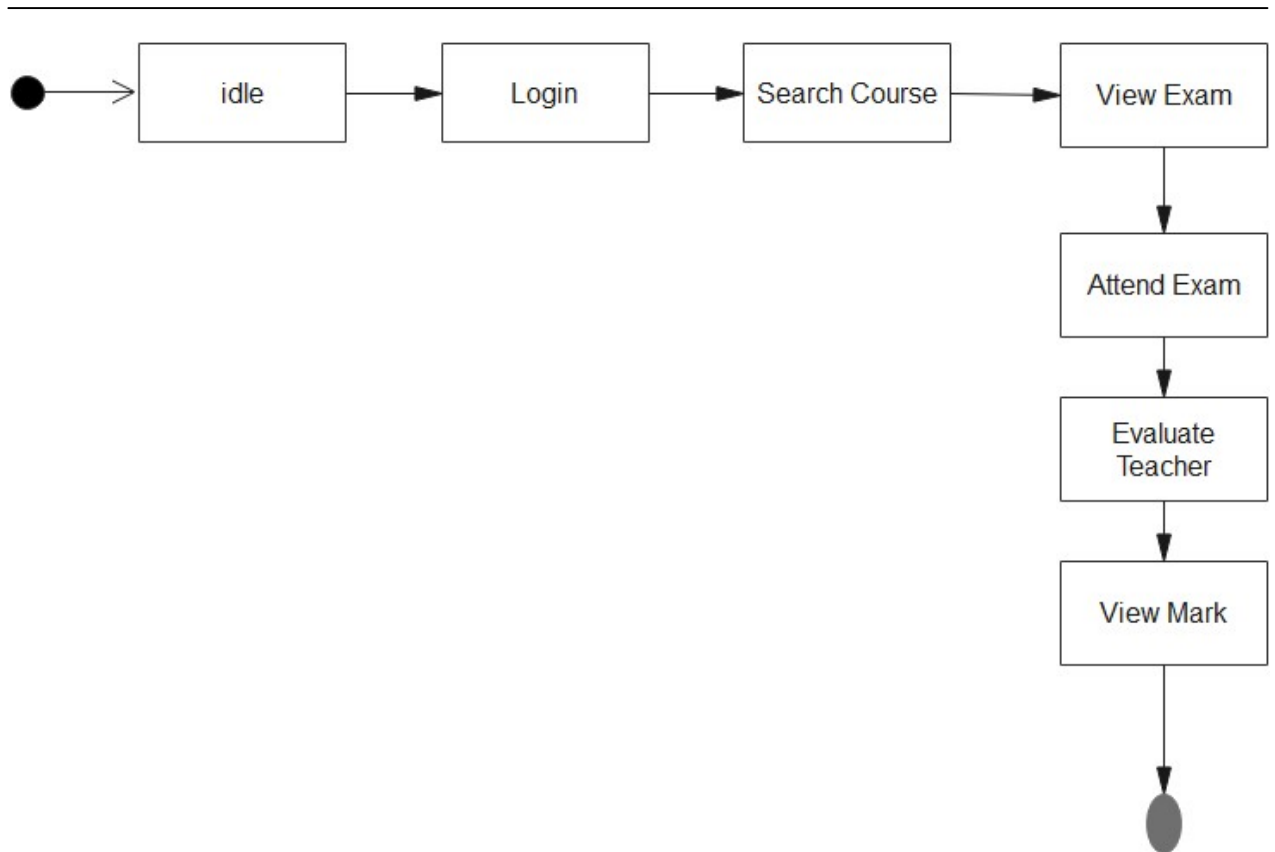 idle
Login
Search Course
View Exam
Attend Exam
Evaluate
Teacher
View Mark